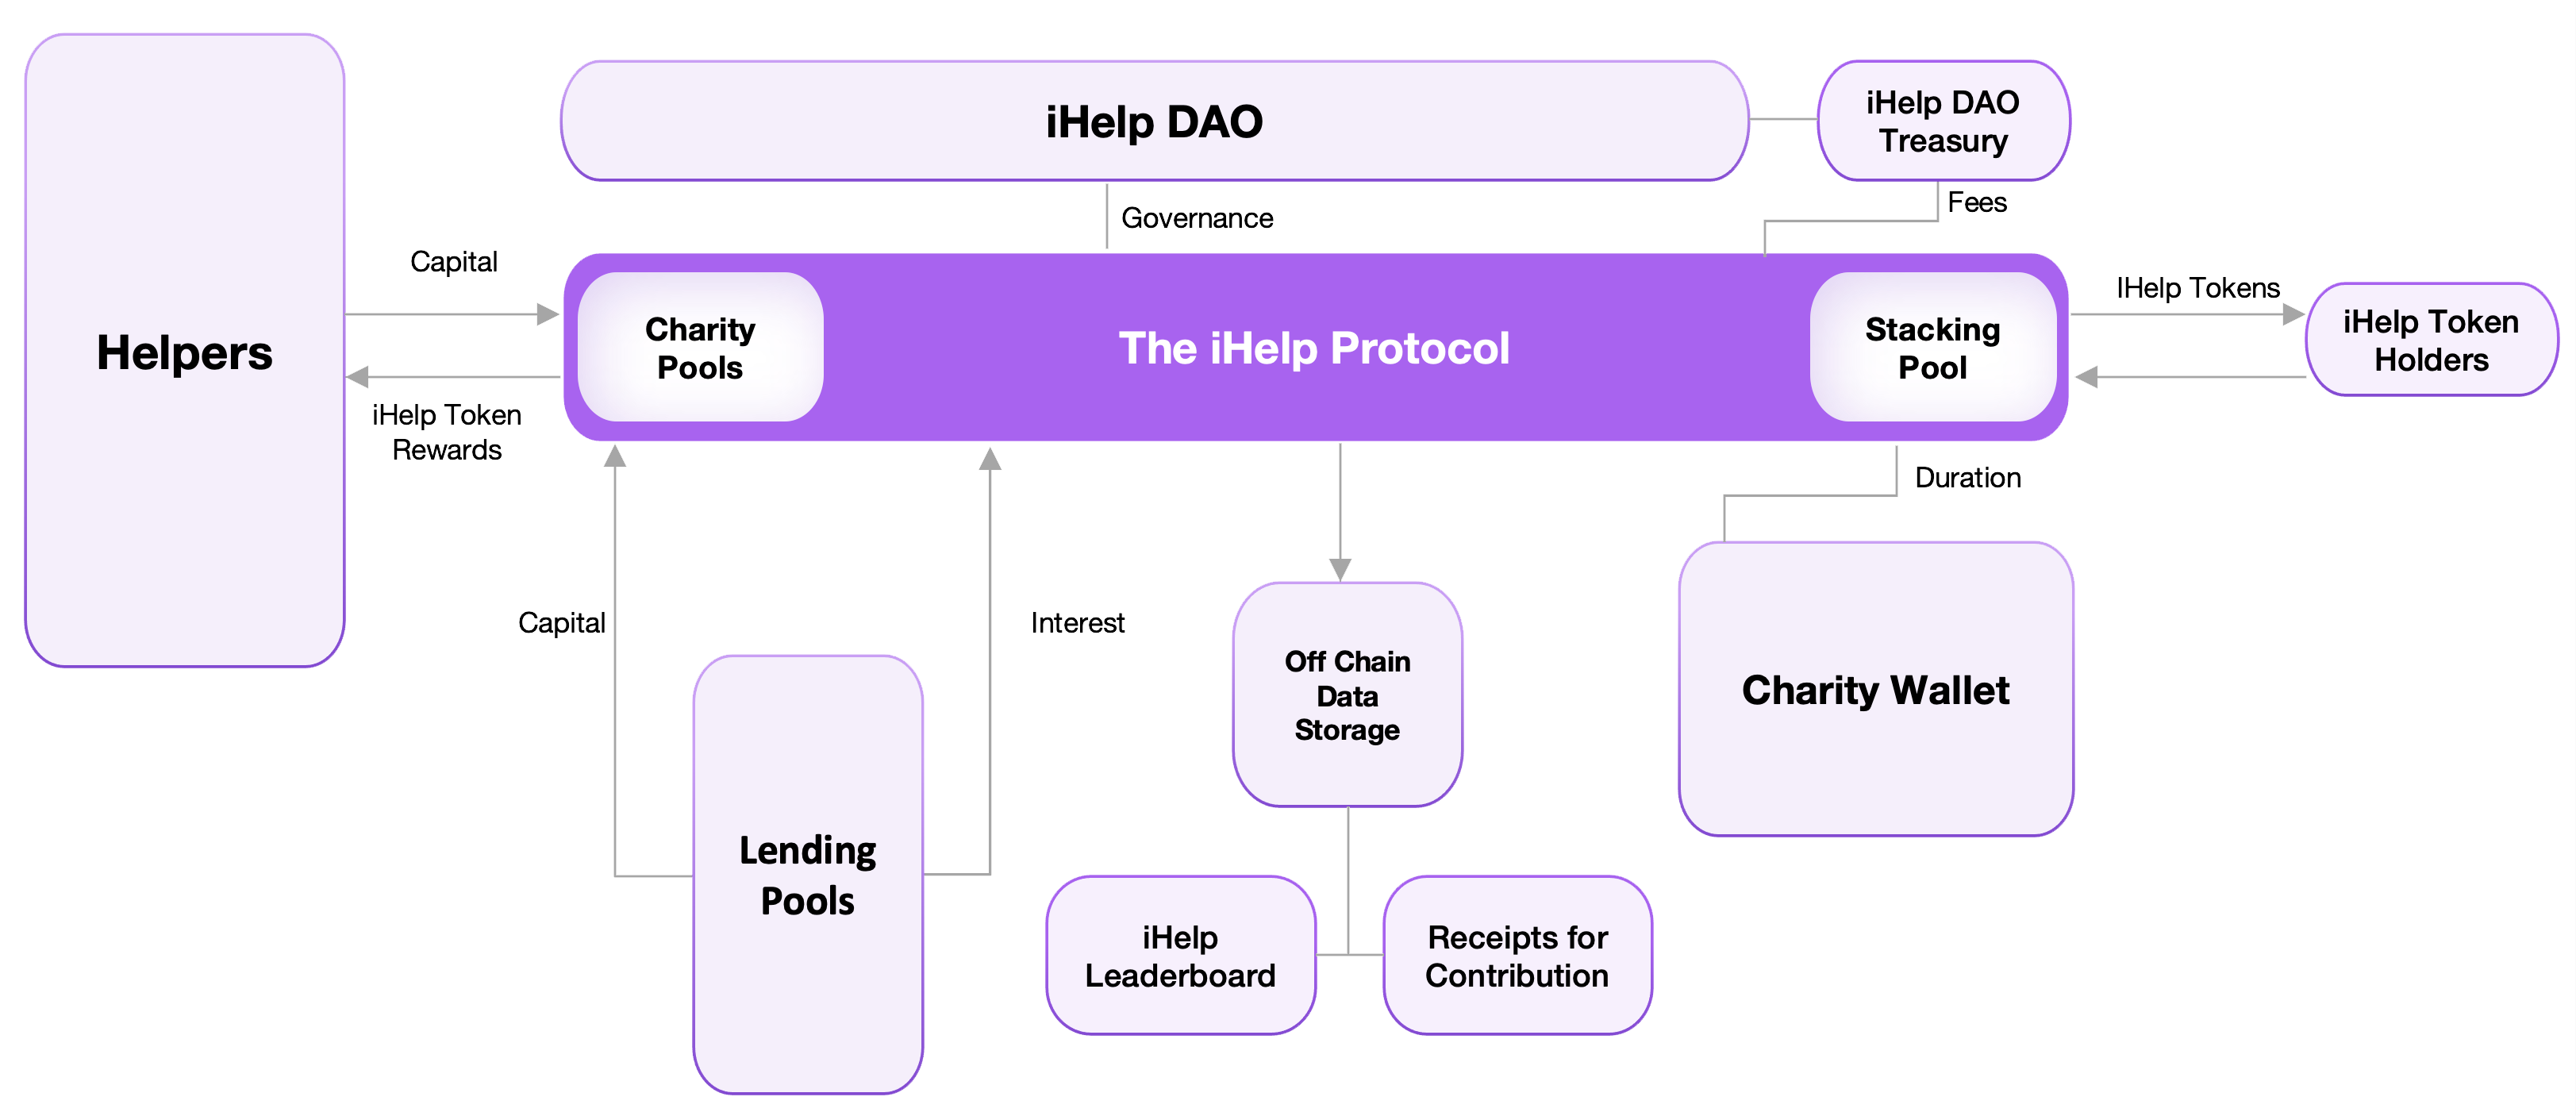 iHelp DAO
iHelp DAO
Treasury
Fees
Governance
Helpers
Capital
iHelp Token
Rewards
Charity
Pools
The iHelp Protocol
Stacking
Pool
IHelp Tokens
iHelp Token
Holders
Duration
Capital
Interest
Off Chain
Data
Storage
Charity Wallet
Lending
Pools
iHelp
Leaderboard
Receipts for
Contribution